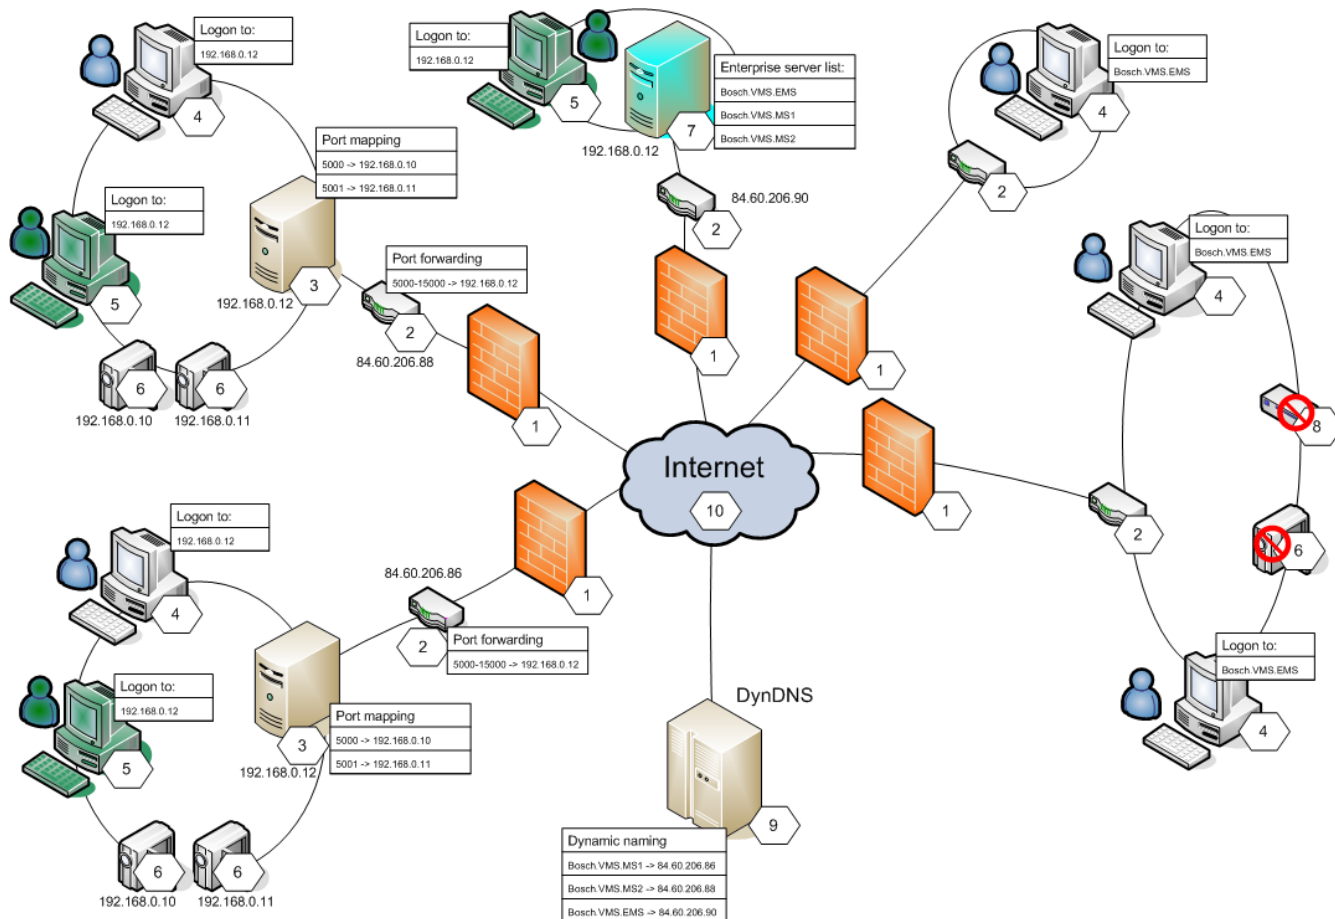 Logon to:
192.168.0.12
4
Port mapping
5000 -> 192.168.0.10
5001 -> 192.168.0.11
Logon to:
192.168.0.12
5
3
192.168.0.12
Port forwarding
5000-15000 -> 192.168.0.12
2
84.60.206.88
6
6
192.168.0.10
192.168.0.11
1
Logon to:
192.168.0.12
5
7
192.168.0.12
Enterprise server list:
Bosch.VMS.EMS
Bosch.VMS.MS1
Bosch.VMS.MS2
84.60.206.90
2
1
Logon to:
Bosch.VMS.EMS
4
2
1
Logon to:
Bosch.VMS.EMS
4
8
6
2
1
Logon to:
Bosch.VMS.EMS
4
Internet
10
Logon to:
192.168.0.12
4
84.60.206.86
1
2
Port forwarding
5000-15000 -> 192.168.0.12
Logon to:
192.168.0.12
5
3
192.168.0.12
Port mapping
5000 -> 192.168.0.10
5001 -> 192.168.0.11
6
6
192.168.0.10
192.168.0.11
DynDNS
9
Dynamic naming
Bosch.VMS.MS1 -> 84.60.206.86
Bosch.VMS.MS2 -> 84.60.206.88
Bosch.VMS.EMS -> 84.60.206.90